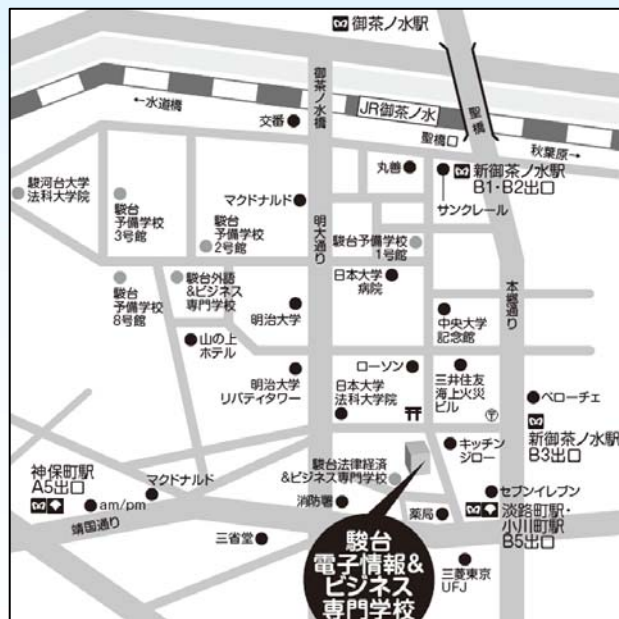 御茶ノ水駅
御茶ノ水橋
聖橋
JR御茶ノ水
←水道橋
交番
聖橋口
秋葉原→
丸善
新御茶ノ水駅
B1・B2出口
サンクレール
駿河台大学
法科大学院
駿台
予備学校
3号館
マクドナルド
駿台
予備学校
2号館
明大通り
駿台予備学校
1号館
駿台
予備学校
8号館
駿台外語
&ビジネス
専門学校
日本大学
病院
本郷通り
明治大学
中央大学
記念館
山の上
ホテル
明治大学
リバティタワー
ローソン
日本大学
法科大学院
三井住友
海上火災
ビル
ベローチェ
新御茶ノ水駅
B3出口
キッチン
ジロー
駿台法律経済
&ビジネス専門学校
神保町駅
A5出口
マクドナルド
am/pm
靖国通り
消防署
薬局
セブンイレブン
淡路町駅・
小川町駅
B5出口
三省堂
三菱東京
UFJ
駿台
電子情報&
ビジネス
専門学校